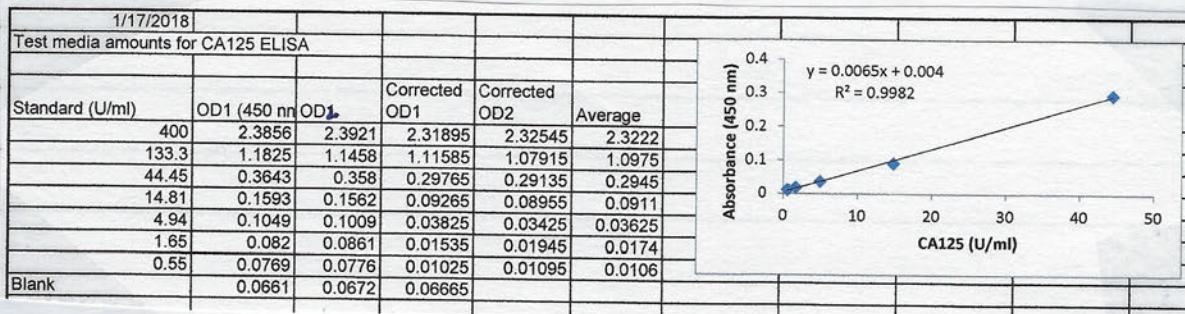 1/17/2018
Test media amounts for CA125 ELISA
Corrected Corrected
Standard (U/ml) OD1 (450 nn OD2 OD1 OD2 Average
400 2.3856 2.3921 2.31895 2.32545 2.3222
133.3 1.1825 1.1458 1.11585 1.07915 1.0975
44.45 0.3643 0.358 0.29765 0.29135 0.2945
14.81 0.1593 0.1562 0.09265 0.08955 0.0911
4.94 0.1049 0.1009 0.03825 0.03425 0.03625
1.65 0.082 0.0861 0.01535 0.01945 0.0174
0.55 0.0769 0.0776 0.01025 0.01095 0.0106
Blank 0.0661 0.0672 0.06665
Absorbance (450 nm)
0.4
0.3
0.2
0.1
0
y = 0.0065x + 0.004
R² = 0.9982
0 10 20 30 40 50
CA125 (U/ml)